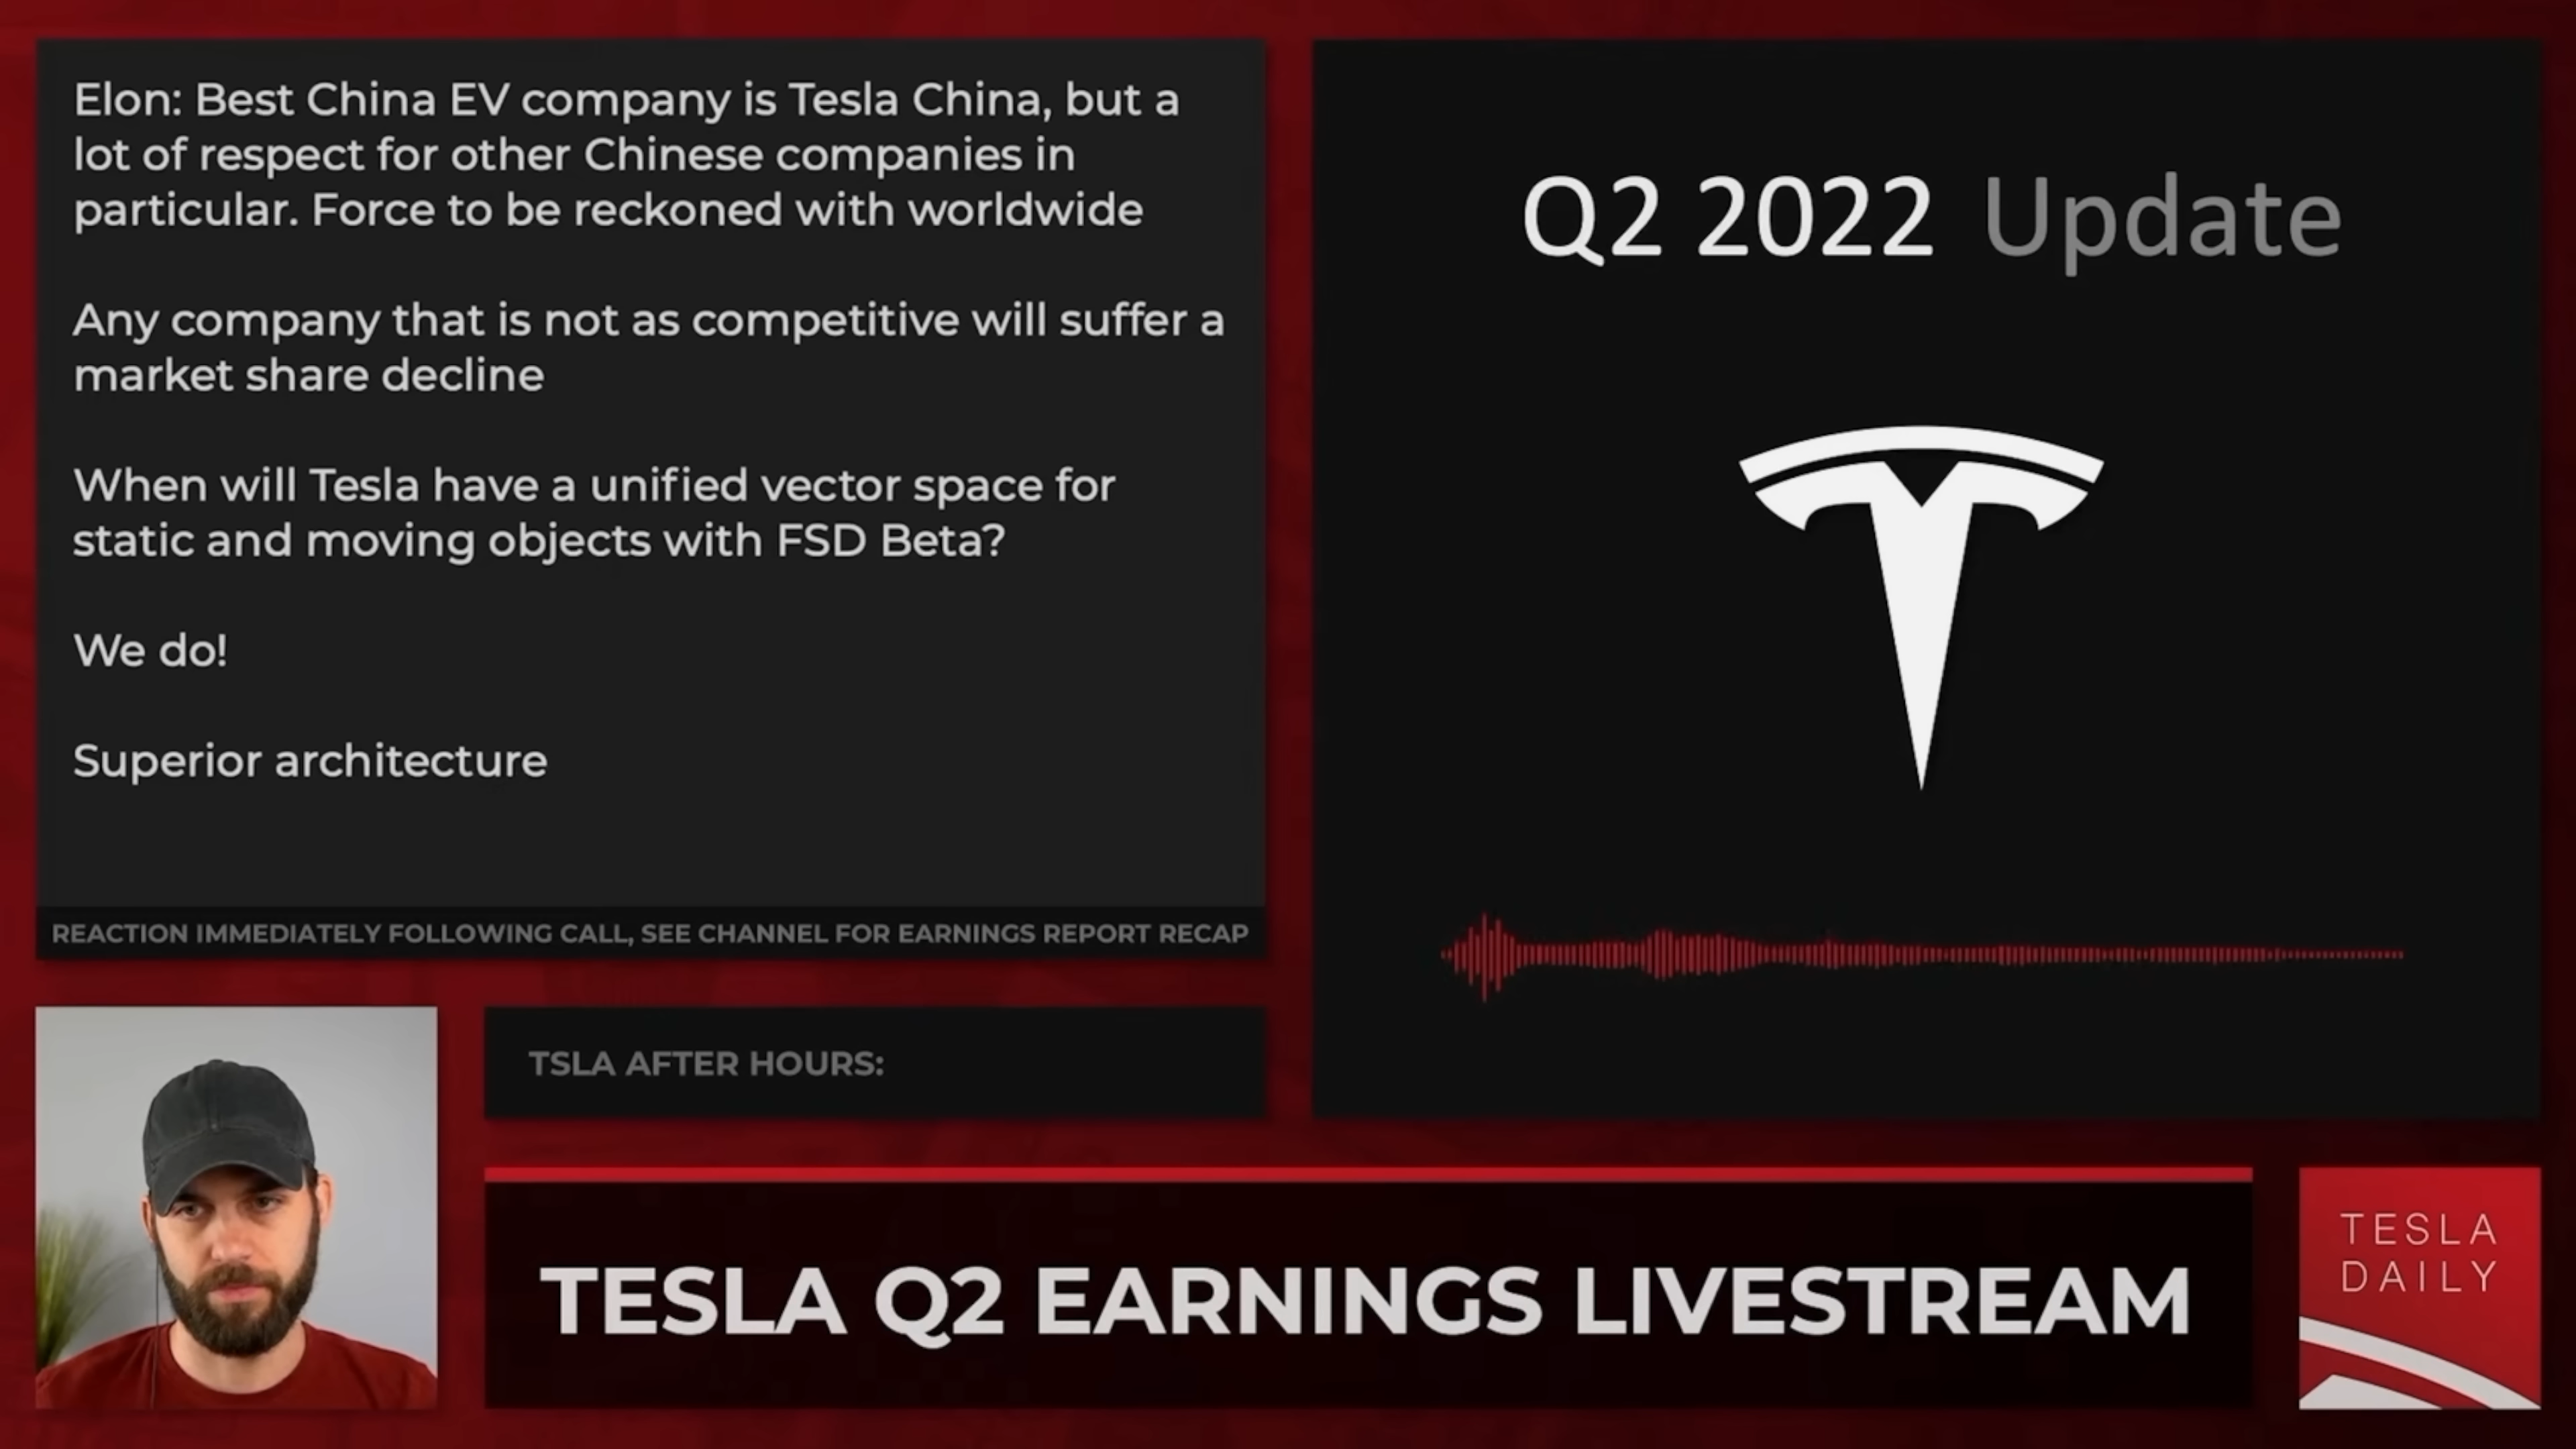 Elon: Best China EV company is Tesla China, but a
lot of respect for other Chinese companies in
particular. Force to be reckoned with worldwide
Any company that is not as competitive will suffer a
market share decline
When will Tesla have a unified vector space for
static and moving objects with FSD Beta?
We do!
Superior architecture
REACTION IMMEDIATELY FOLLOWING CALL, SEE CHANNEL FOR EARNINGS REPORT RECAP
Q2 2022 Update
TSLA AFTER HOURS:
TESLA Q2 EARNINGS LIVESTREAM
TESLA
DAILY